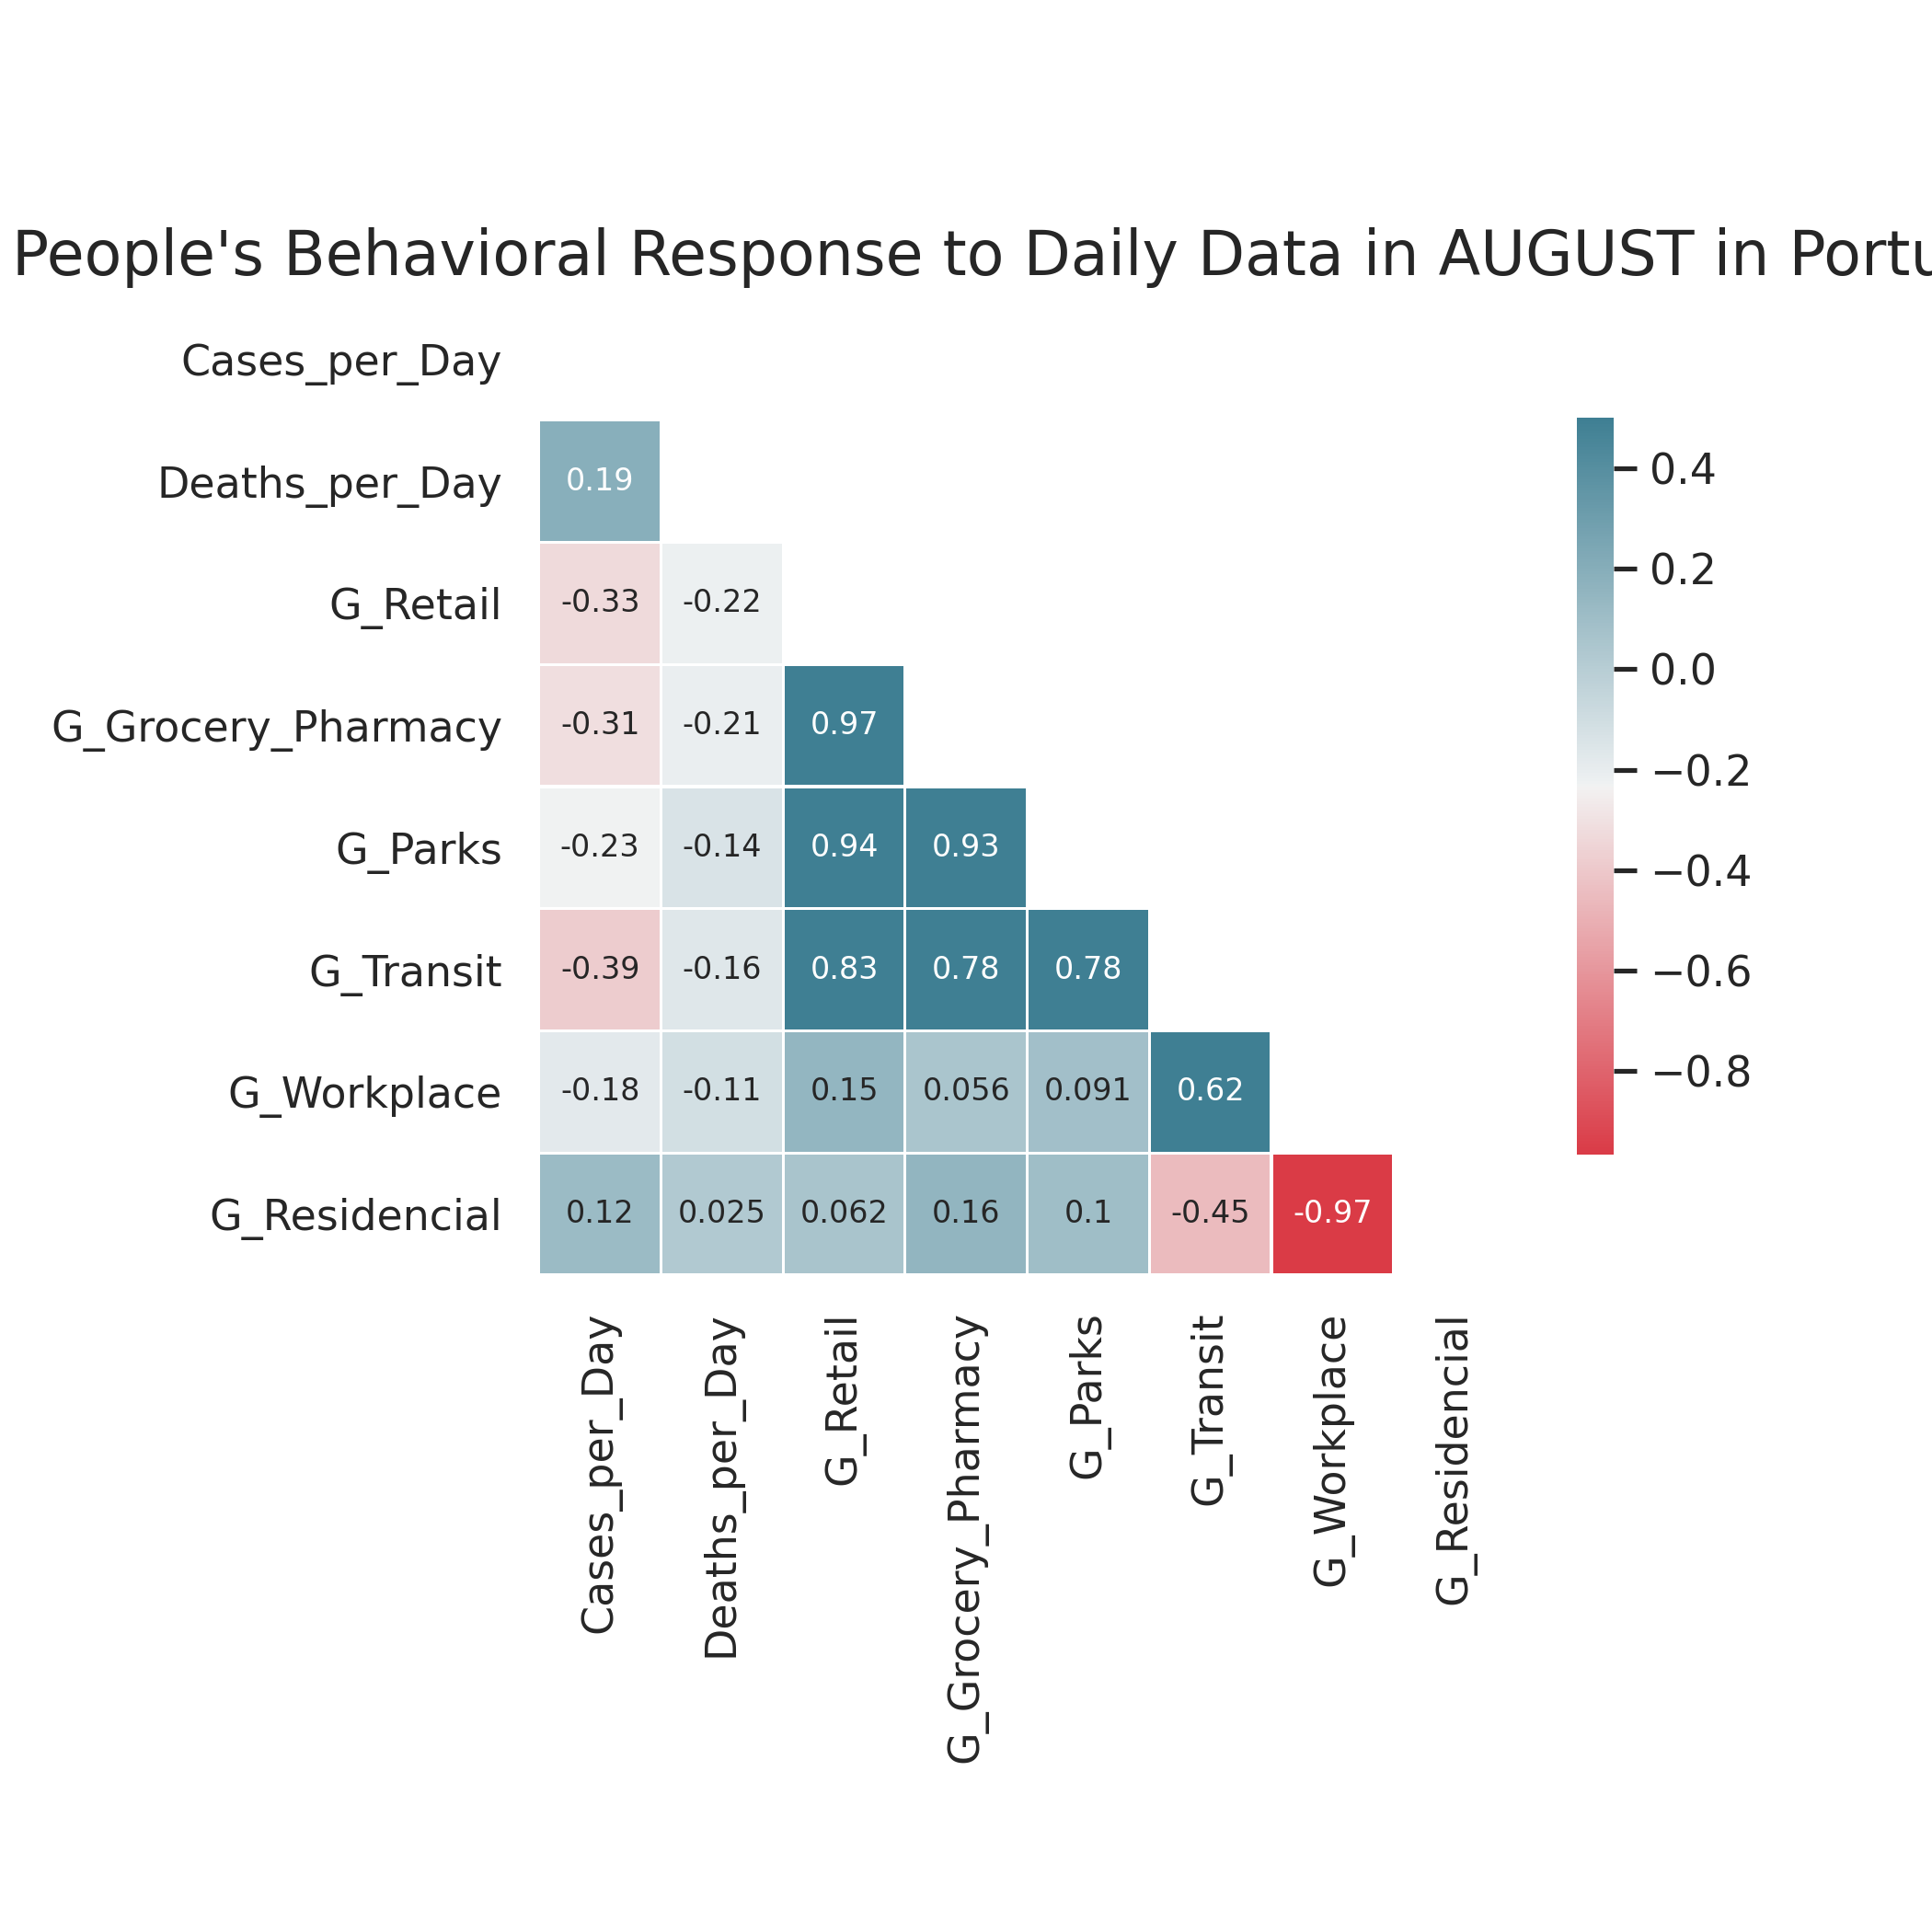 People's Behavioral Response to Daily Data in AUGUST in Portu
Cases_per_Day
Deaths_per_Day 0.19
G_Retail -0.33 -0.22
G_Grocery_Pharmacy -0.31 -0.21 0.97
G_Parks -0.23 -0.14 0.94 0.93
G_Transit -0.39 -0.16 0.83 0.78 0.78
G_Workplace -0.18 -0.11 0.15 0.056 0.091 0.62
G_Residencial 0.12 0.025 0.062 0.16 0.1 -0.45 -0.97
Cases_per_Day
Deaths_per_Day
G_Retail
G_Grocery_Pharmacy
G_Parks
G_Transit
G_Workplace
G_Residencial
0.4
0.2
0.0
−0.2
−0.4
−0.6
−0.8